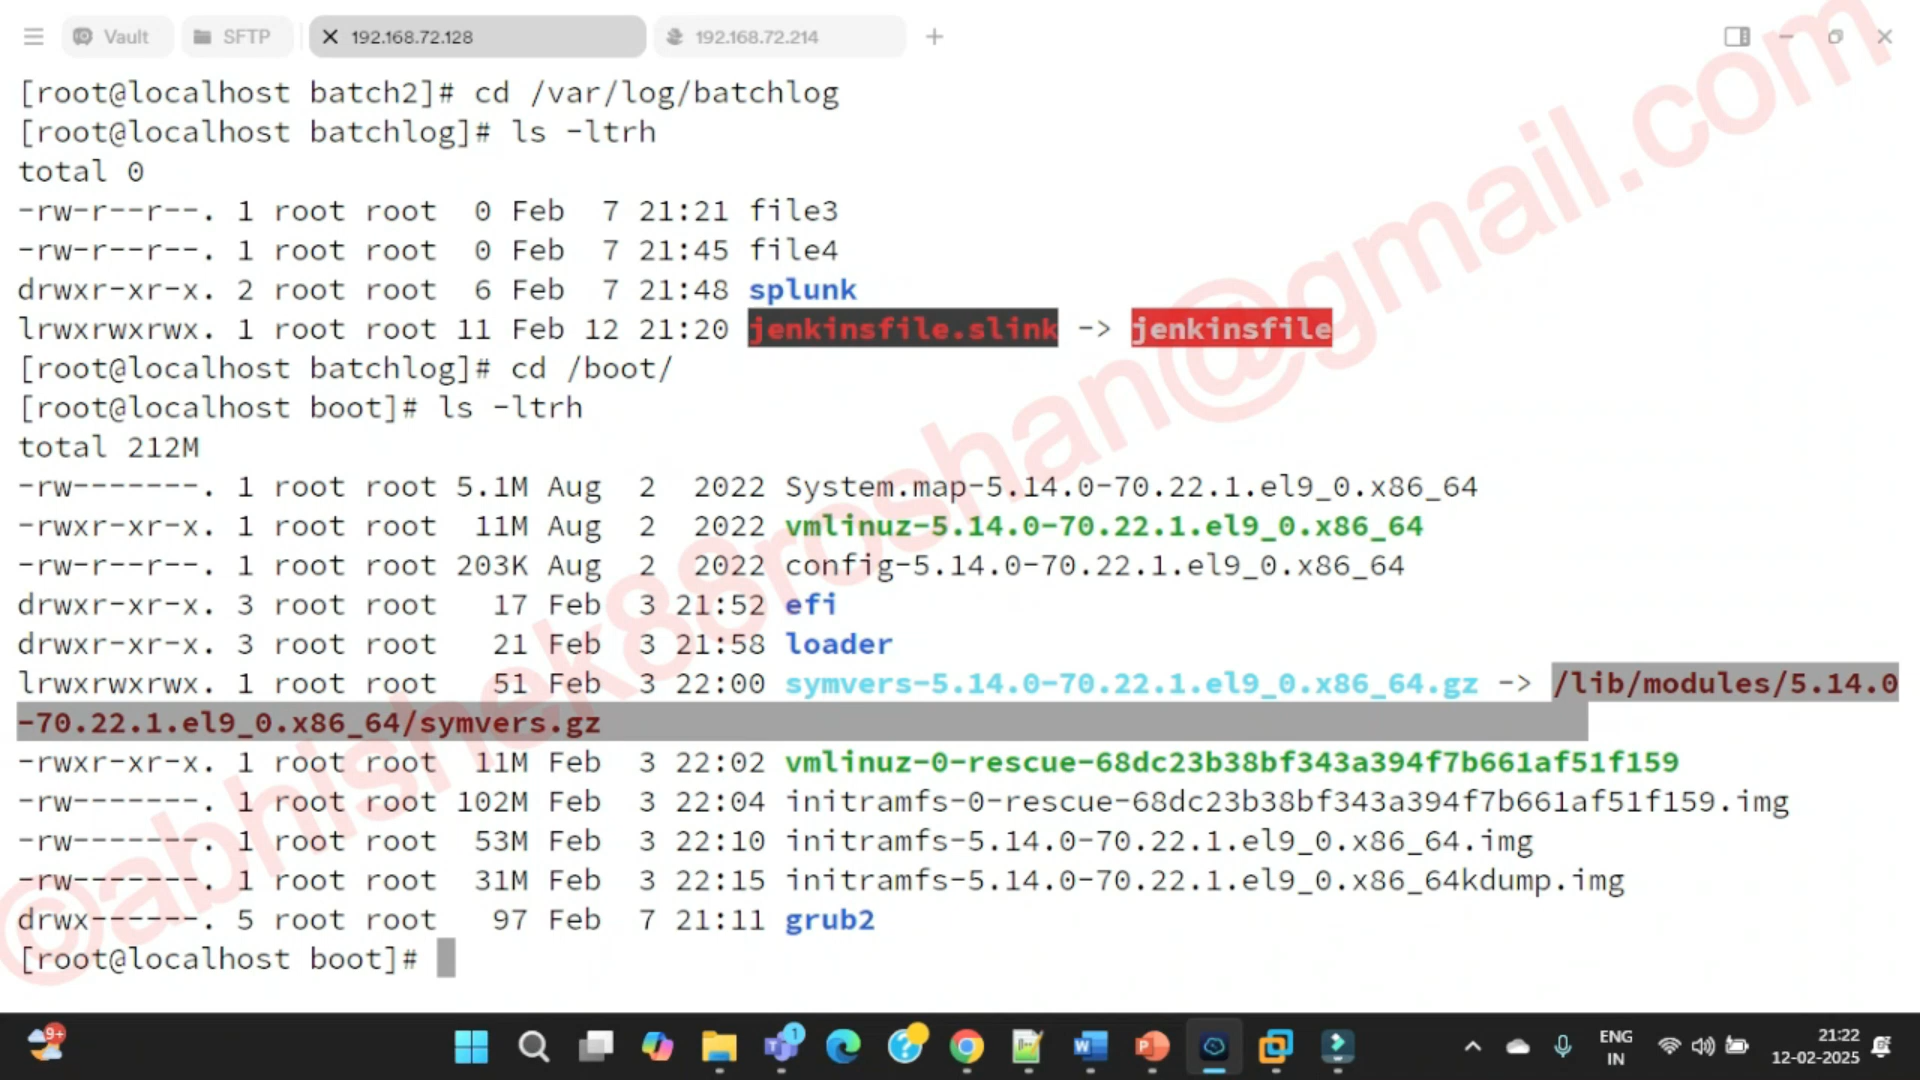 Vault
SFTP
192.168.72.128
192.168.72.214
[root@localhost batch2]# cd /var/log/batchlog
[root@localhost batchlog]# ls -ltrh
total 0
-rw-r--r--. 1 root root  0 Feb  7 21:21 file3
-rw-r--r--. 1 root root  0 Feb  7 21:45 file4
drwxr-xr-x. 2 root root  6 Feb  7 21:48 splunk
lrwxrwxrwx. 1 root root 11 Feb 12 21:20 jenkinsfile.slink -> jenkinsfile
[root@localhost batchlog]# cd /boot/
[root@localhost boot]# ls -ltrh
total 212M
-rw-------. 1 root root 5.1M Aug  2  2022 System.map-5.14.0-70.22.1.el9_0.x86_64
-rwxr-xr-x. 1 root root  11M Aug  2  2022 vmlinuz-5.14.0-70.22.1.el9_0.x86_64
-rw-r--r--. 1 root root 203K Aug  2  2022 config-5.14.0-70.22.1.el9_0.x86_64
drwxr-xr-x. 3 root root   17 Feb  3 21:52 efi
drwxr-xr-x. 3 root root   21 Feb  3 21:58 loader
lrwxrwxrwx. 1 root root   51 Feb  3 22:00 symvers-5.14.0-70.22.1.el9_0.x86_64.gz -> /lib/modules/5.14.0
-70.22.1.el9_0.x86_64/symvers.gz
-rwxr-xr-x. 1 root root  11M Feb  3 22:02 vmlinuz-0-rescue-68dc23b38bf343a394f7b661af51f159
-rw-------. 1 root root 102M Feb  3 22:04 initramfs-0-rescue-68dc23b38bf343a394f7b661af51f159.img
-rw-------. 1 root root  53M Feb  3 22:10 initramfs-5.14.0-70.22.1.el9_0.x86_64.img
-rw-------. 1 root root  31M Feb  3 22:15 initramfs-5.14.0-70.22.1.el9_0.x86_64kdump.img
drwx------. 5 root root   97 Feb  7 21:11 grub2
[root@localhost boot]#
©abhishek88roshan@gmail.com
9+
1
ENG
IN
21:22
12-02-2025